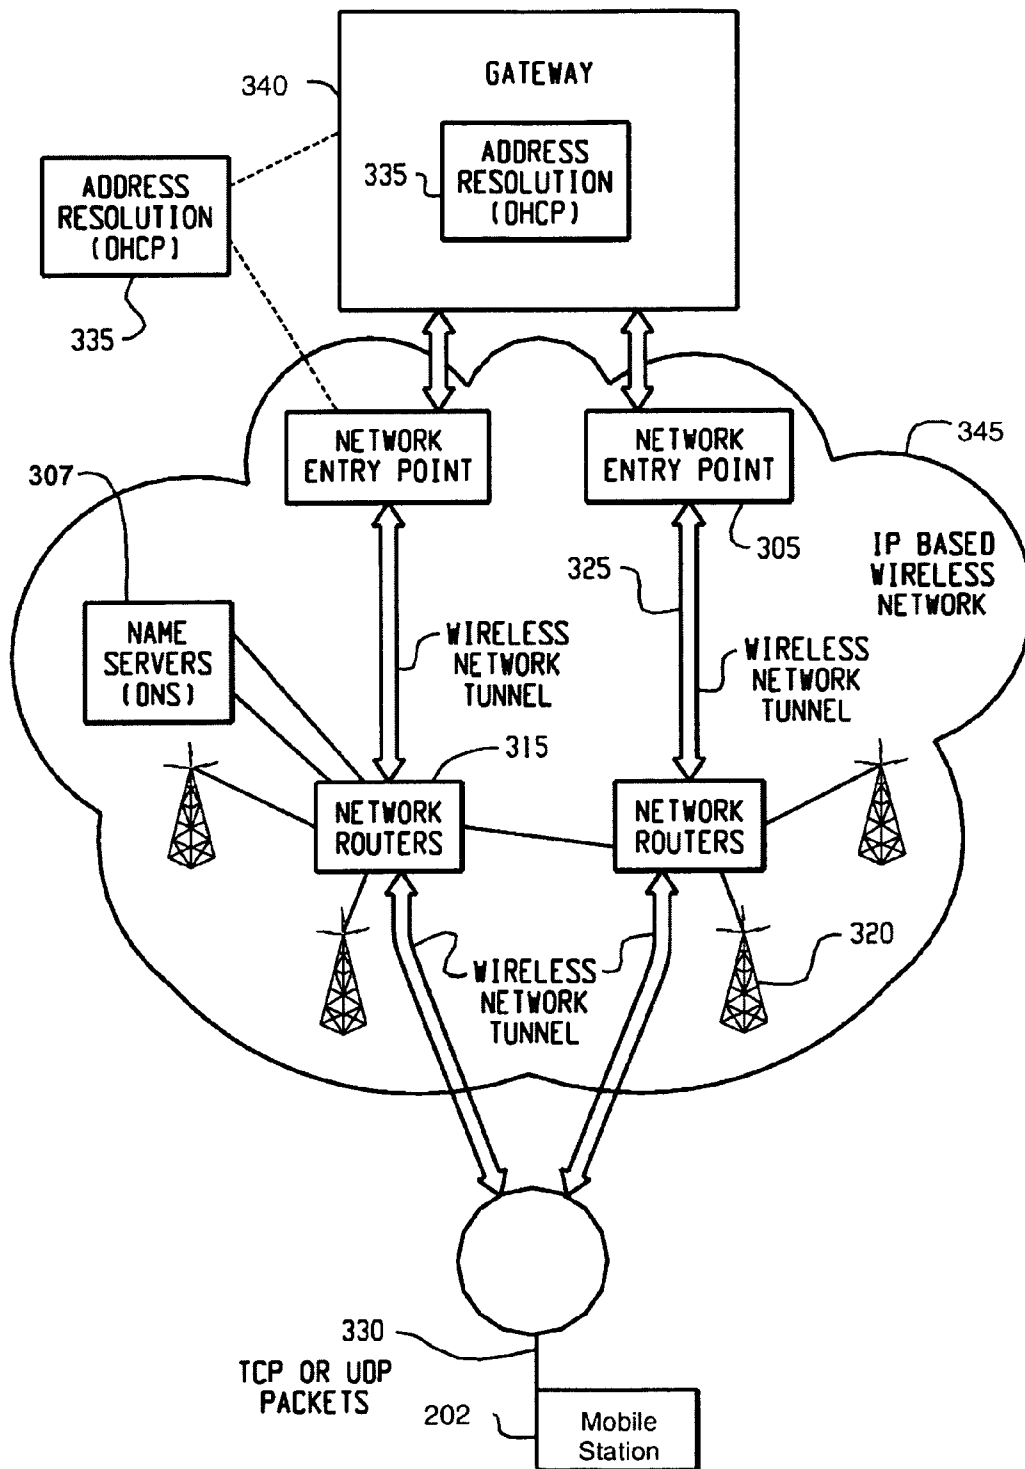 GATEWAY
340
ADDRESS
RESOLUTION
(DHCP)
335
ADDRESS
RESOLUTION
(DHCP)
335
NETWORK
ENTRY POINT
NETWORK
ENTRY POINT
345
307
305
IP BASED
WIRELESS
NETWORK
325
NAME
SERVERS
(DNS)
WIRELESS
NETWORK
TUNNEL
WIRELESS
NETWORK
TUNNEL
315
NETWORK
ROUTERS
NETWORK
ROUTERS
320
WIRELESS
NETWORK
TUNNEL
330
TCP OR UDP
PACKETS
202
Mobile
Station